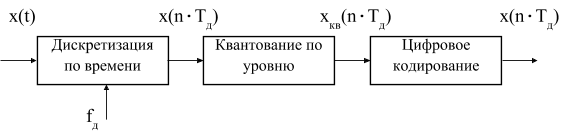 x(t) x(n · Tд) xкв(n · Tд) x(n · Tд)
Дискретизация по времени
Квантование по уровню
Цифровое кодирование
fд